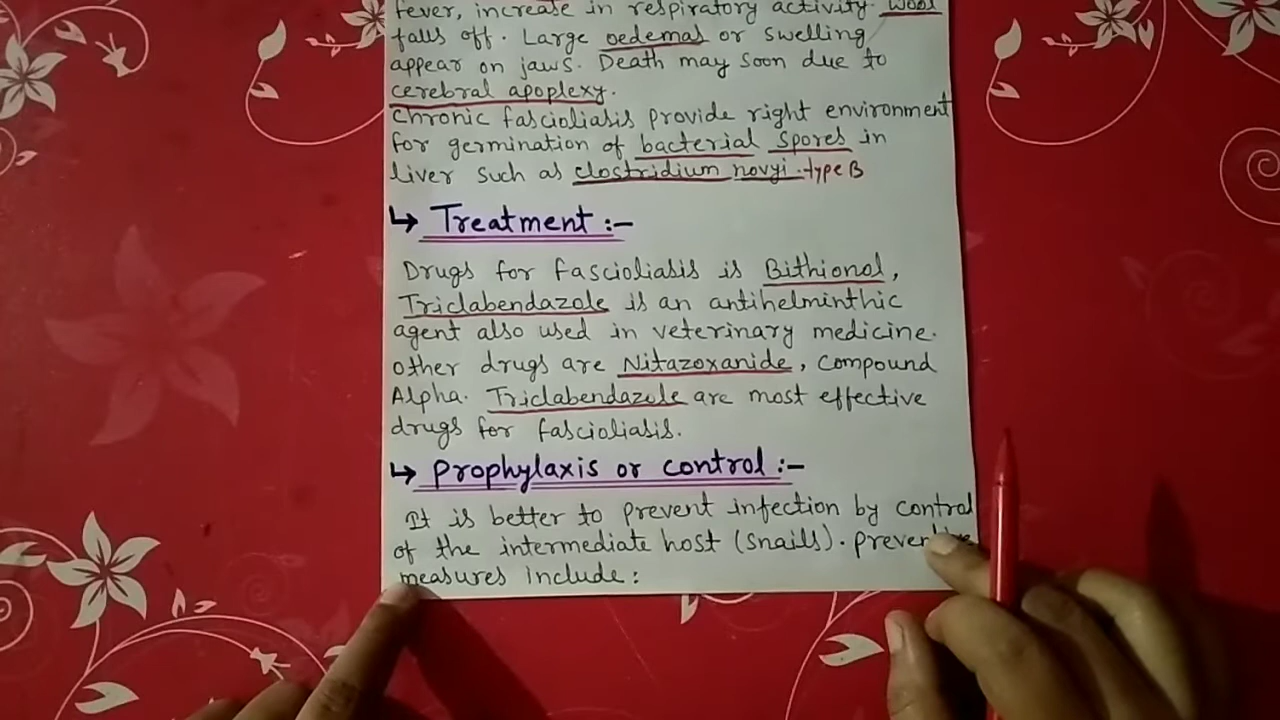 fever, increase in respiratory activity. Wool
falls off. Large oedemas or swelling
appear on jaws. Death may soon due to
cerebral apoplexy.
Chronic fascioliasis provide right environment
for germination of bacterial spores in
liver such as clostridium novyi type B
↳ Treatment :-
Drugs for fascioliasis is Bithionol,
Triclabendazole is an antihelminthic
agent also used in veterinary medicine.
Other drugs are Nitazoxanide, Compound
Alpha. Triclabendazole are most effective
drugs for fascioliasis.
↳ Prophylaxis or control :-
It is better to prevent infection by control
of the intermediate host (snails). preventive
measures include: